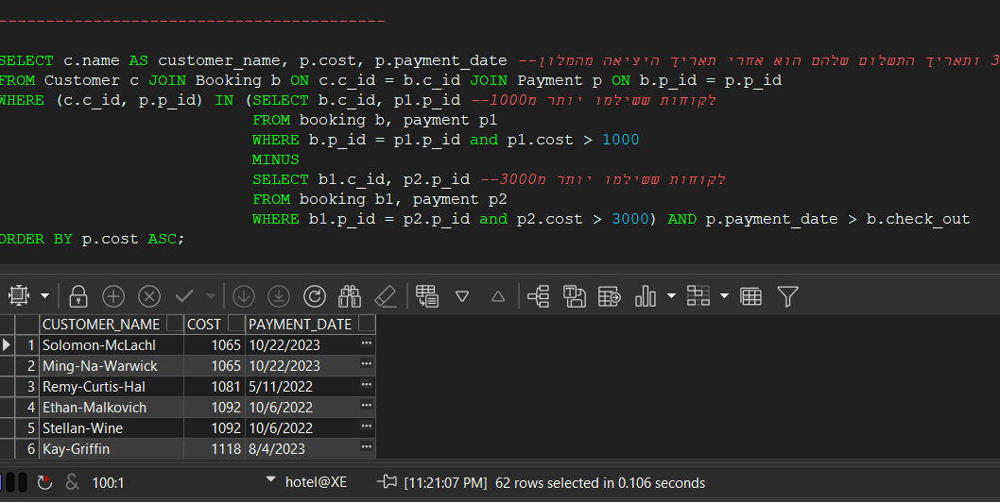 -----------------------------------------
SELECT c.name AS customer_name, p.cost, p.payment_date --3 ותאריך התשלום שלהם הוא אחרי תאריך היציאה מהמלון
FROM Customer c JOIN Booking b ON c.c_id = b.c_id JOIN Payment p ON b.p_id = p.p_id
WHERE (c.c_id, p.p_id) IN (SELECT b.c_id, p1.p_id --לקוחות ששילמו יותר מ1000
FROM booking b, payment p1
WHERE b.p_id = p1.p_id and p1.cost > 1000
MINUS
SELECT b1.c_id, p2.p_id --לקוחות ששילמו יותר מ3000
FROM booking b1, payment p2
WHERE b1.p_id = p2.p_id and p2.cost > 3000) AND p.payment_date > b.check_out
ORDER BY p.cost ASC;
CUSTOMER_NAME COST PAYMENT_DATE
1 Solomon-McLachl 1065 10/22/2023 ...
2 Ming-Na-Warwick 1065 10/22/2023 ...
3 Remy-Curtis-Hal 1081 5/11/2022 ...
4 Ethan-Malkovich 1092 10/6/2022 ...
5 Stellan-Wine 1092 10/6/2022 ...
6 Kay-Griffin 1118 8/4/2023 ...
& 100:1 hotel@XE [11:21:07 PM] 62 rows selected in 0.106 seconds